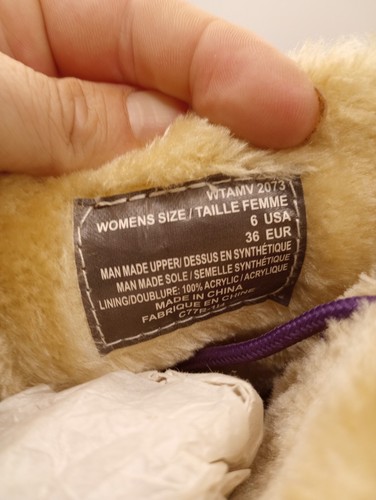 WTAMV 2073
WOMENS SIZE / TAILLE FEMME
6 USA
36 EUR
MAN MADE UPPER/ DESSUS EN SYNTHÉTIQUE
MAN MADE SOLE / SEMELLE SYNTHÉTIQUE
LINING/DOUBLURE: 100% ACRYLIC / ACRYLIQUE
MADE IN CHINA
FABRIQUE EN CHINE